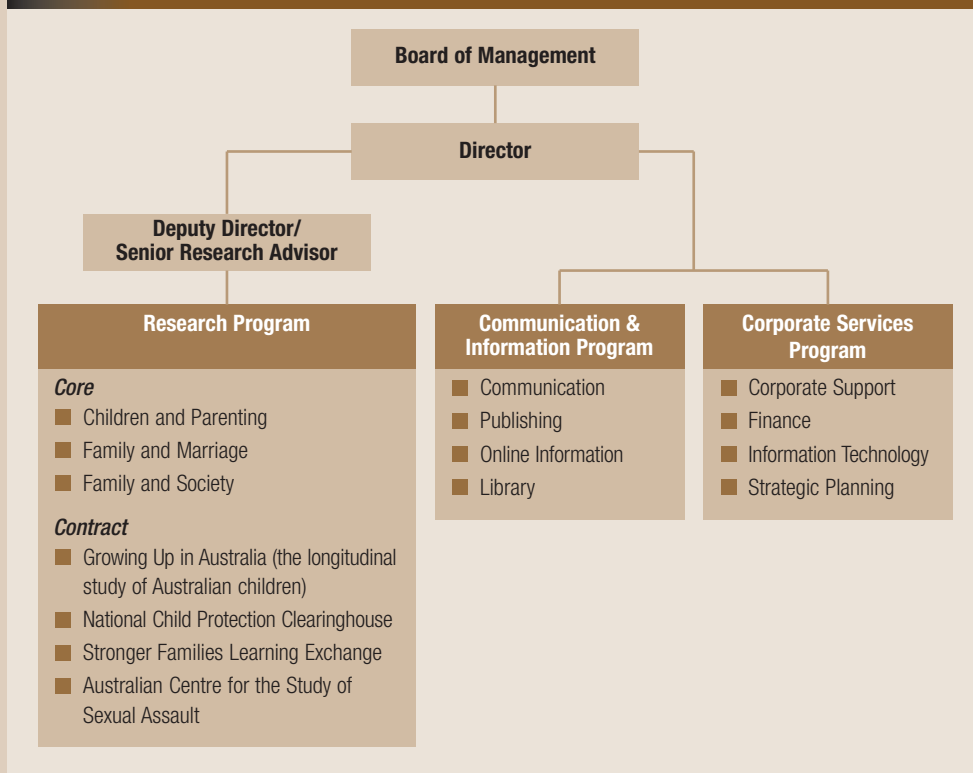 Board of Management
Director
Deputy Director/
Senior Research Advisor
Research Program
Core
Children and Parenting
Family and Marriage
Family and Society
Contract
Growing Up in Australia (the longitudinal
study of Australian children)
National Child Protection Clearinghouse
Stronger Families Learning Exchange
Australian Centre for the Study of
Sexual Assault
Communication &
Information Program
Communication
Publishing
Online Information
Library
Corporate Services
Program
Corporate Support
Finance
Information Technology
Strategic Planning